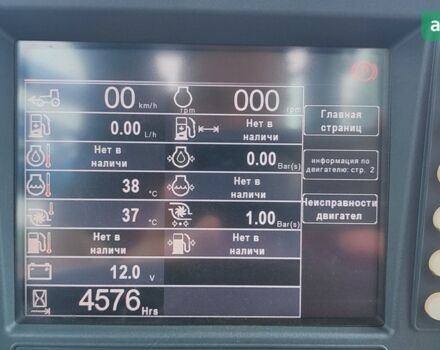 00 km/h
rpm 000 rpm
0.00 L/h
Нет в наличи
Нет в наличи
0.00 Bar(s)
38 °C
Нет в наличи
37 °C
1.00 Bar(s)
Нет в наличи
Нет в наличи
12.0 V
4576 Hrs
Главная
страниц
информация по
двигателю: стр. 2
Неисправности
двигател
a